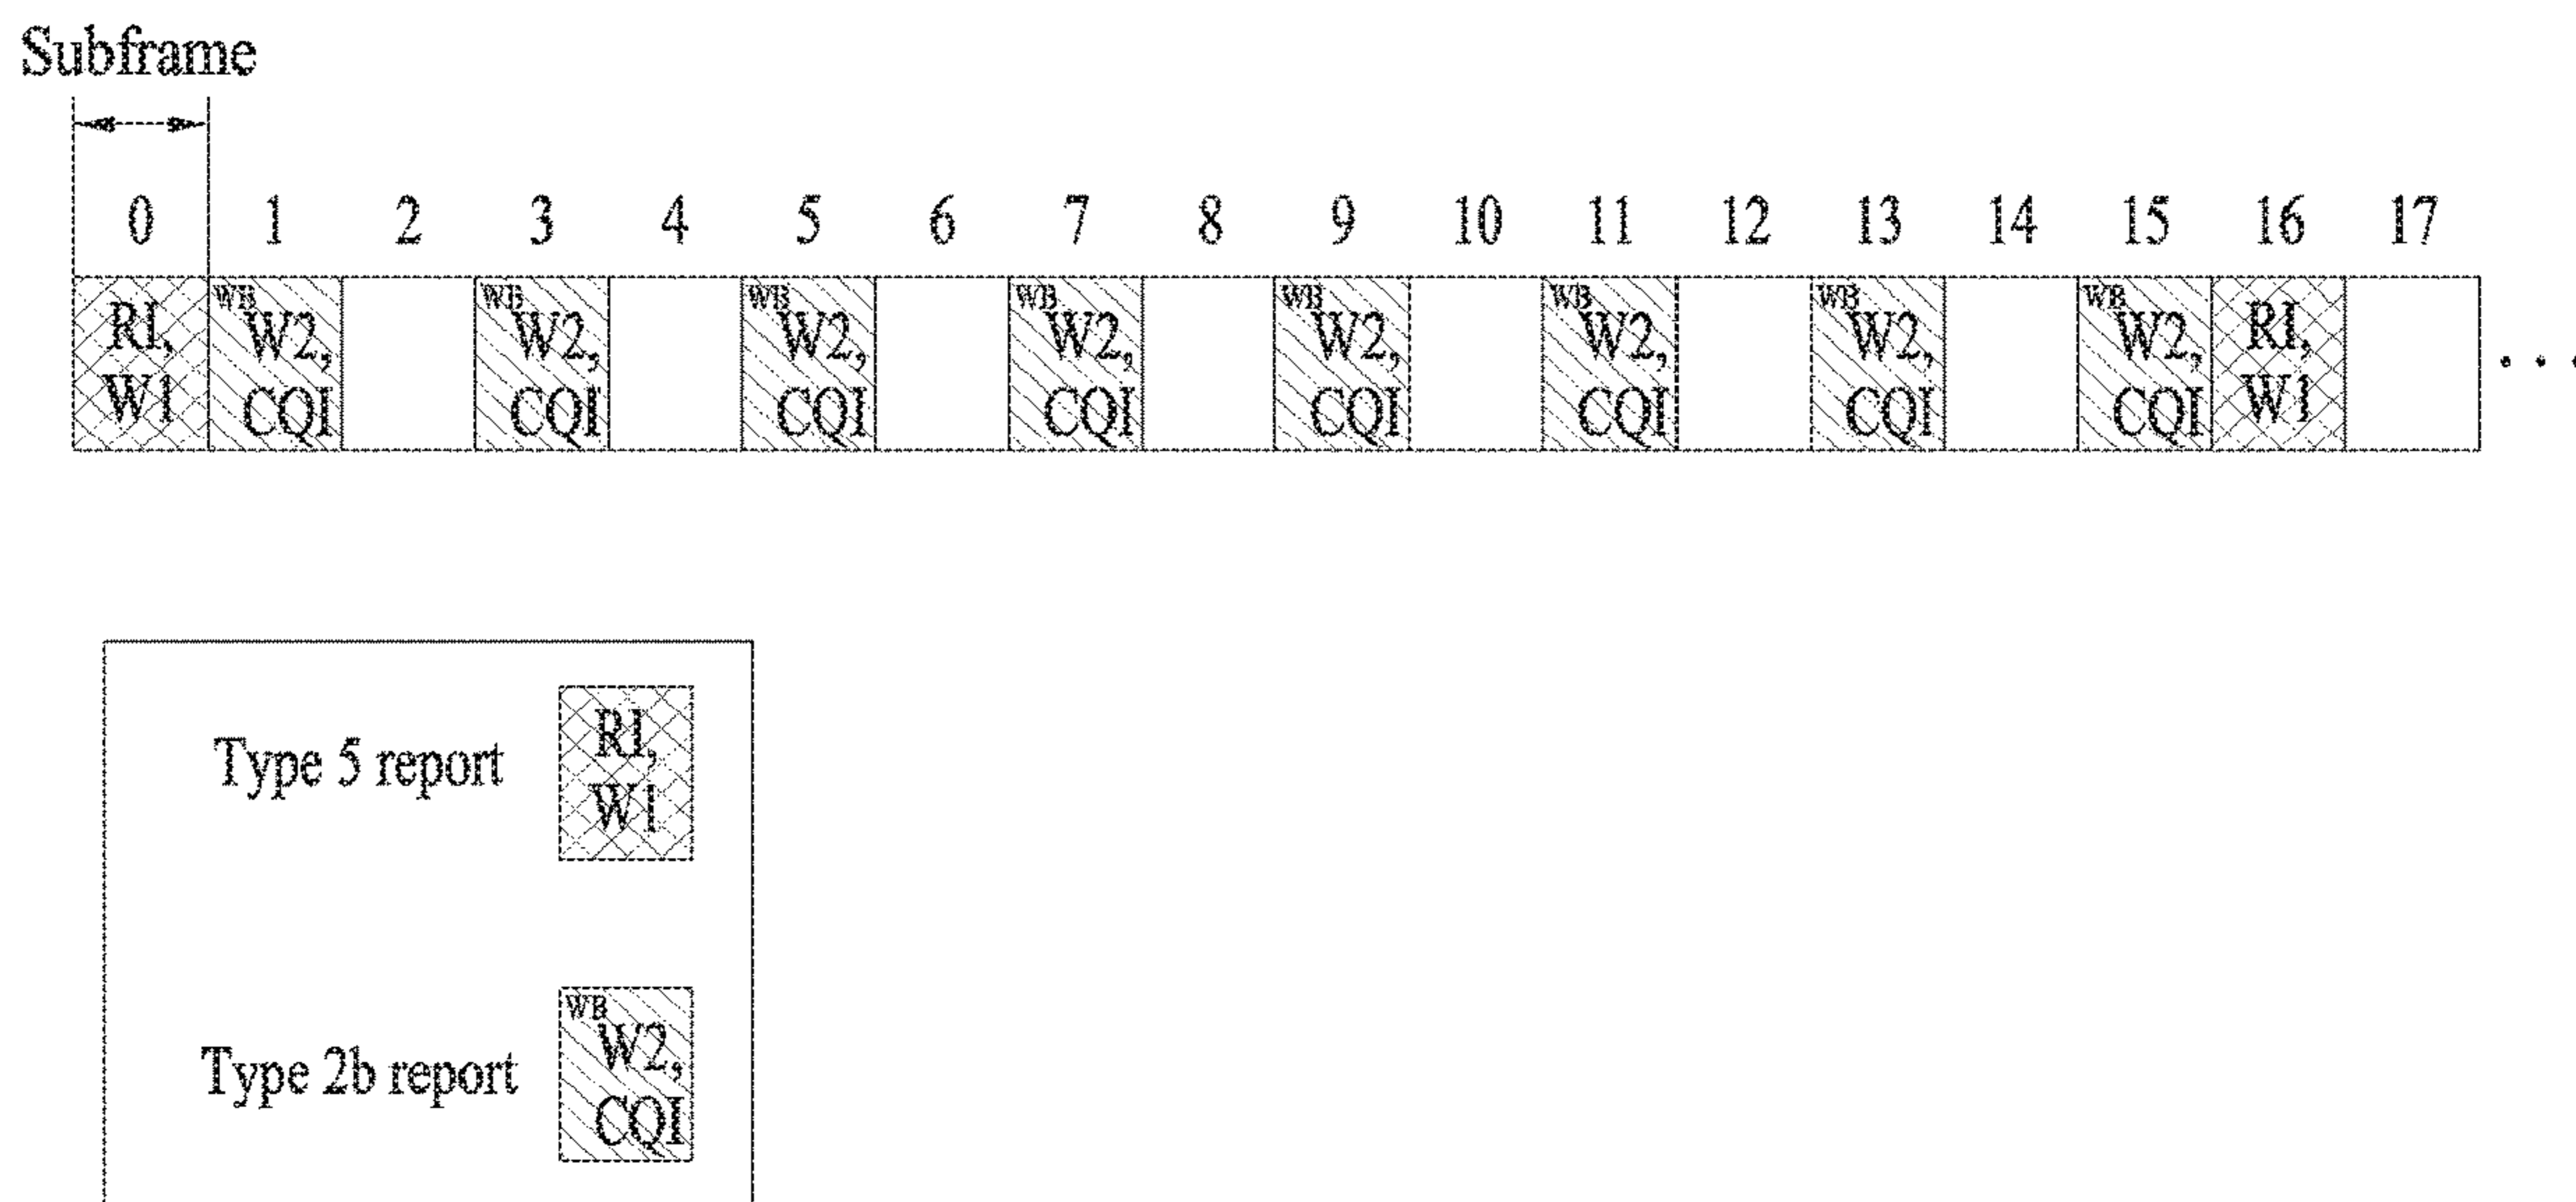 Subframe
0 1 2 3 4 5 6 7 8 9 10 11 12 13 14 15 16 17
RI, WB W2, WB W2, WB W2, WB W2, WB W2, WB W2, WB W2, WB W2, RI,
W1 CQI CQI CQI CQI CQI CQI CQI CQI W1 ...
RI,
Type 5 report
W1
WB
W2,
Type 2b report
CQI